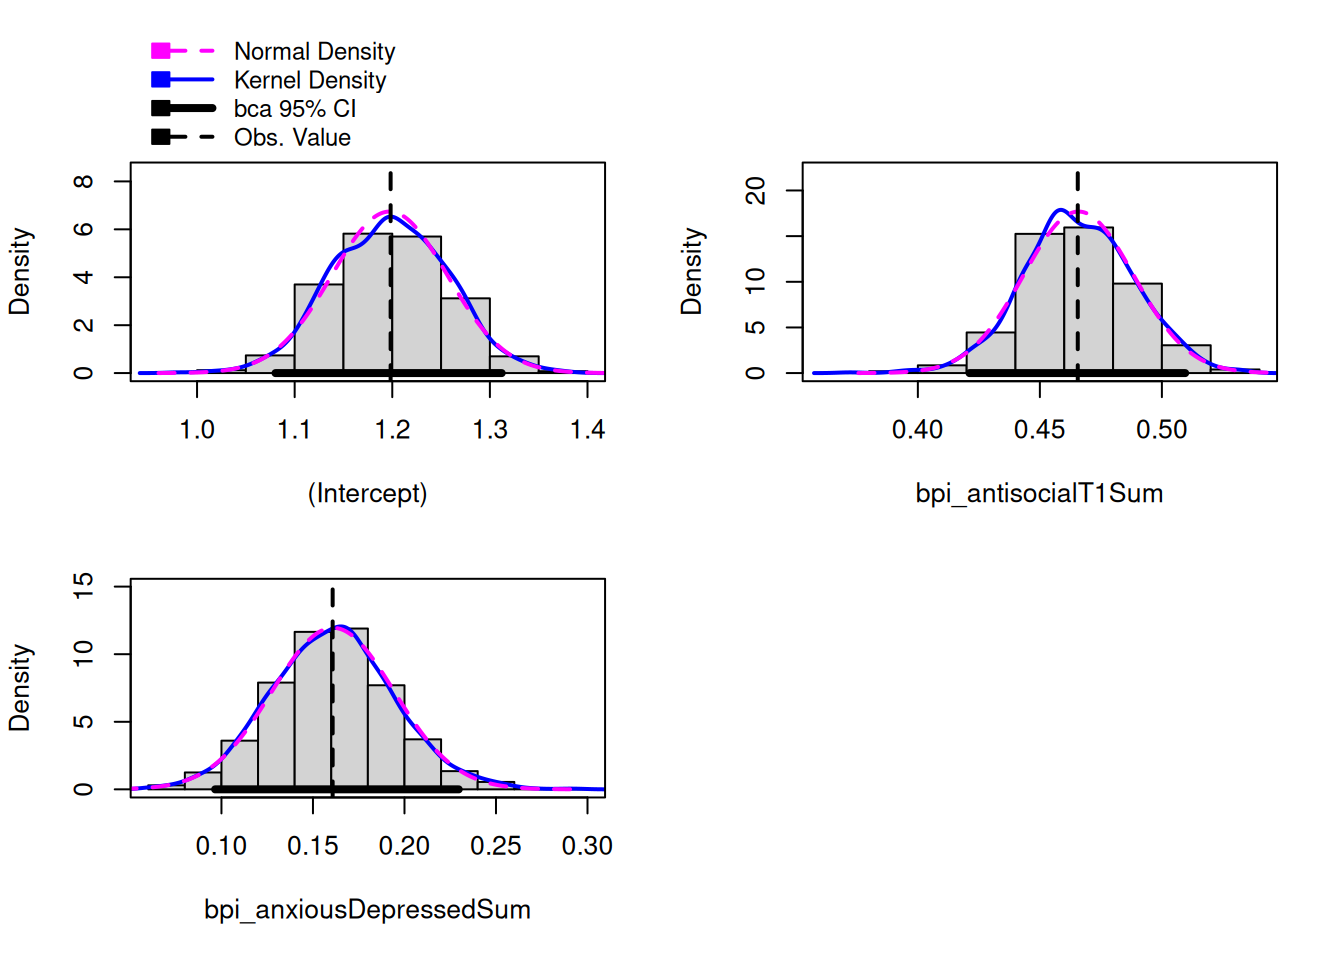 Normal Density
Kernel Density
bca 95% CI
Obs. Value
Density
8
6
4
2
0
1.0 1.1 1.2 1.3 1.4
(Intercept)
Density
20
10
5
0
0.40 0.45 0.50
bpi_antisocialT1Sum
Density
15
10
5
0
0.10 0.15 0.20 0.25 0.30
bpi_anxiousDepressedSum